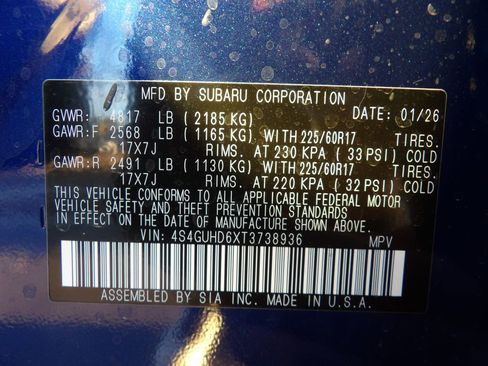 MFD BY SUBARU CORPORATION
GVWR: 4817 LB ( 2185 KG) DATE: 01/26
GAWR:F 2568 LB ( 1165 KG) WITH 225/60R17 TIRES.
17X7J RIMS. AT 230 KPA ( 33 PSI) COLD
GAWR:R 2491 LB ( 1130 KG) WITH 225/60R17 TIRES.
17X7J RIMS. AT 220 KPA ( 32 PSI) COLD
THIS VEHICLE CONFORMS TO ALL APPLICABLE FEDERAL MOTOR
VEHICLE SAFETY, BUMPER, AND THEFT PREVENTION STANDARDS
IN EFFECT ON THE DATE OF MANUFACTURE SHOWN ABOVE.
VIN: 4S4GUHD6XT3738936 MPV
ASSEMBLED BY SIA INC. MADE IN U.S.A.